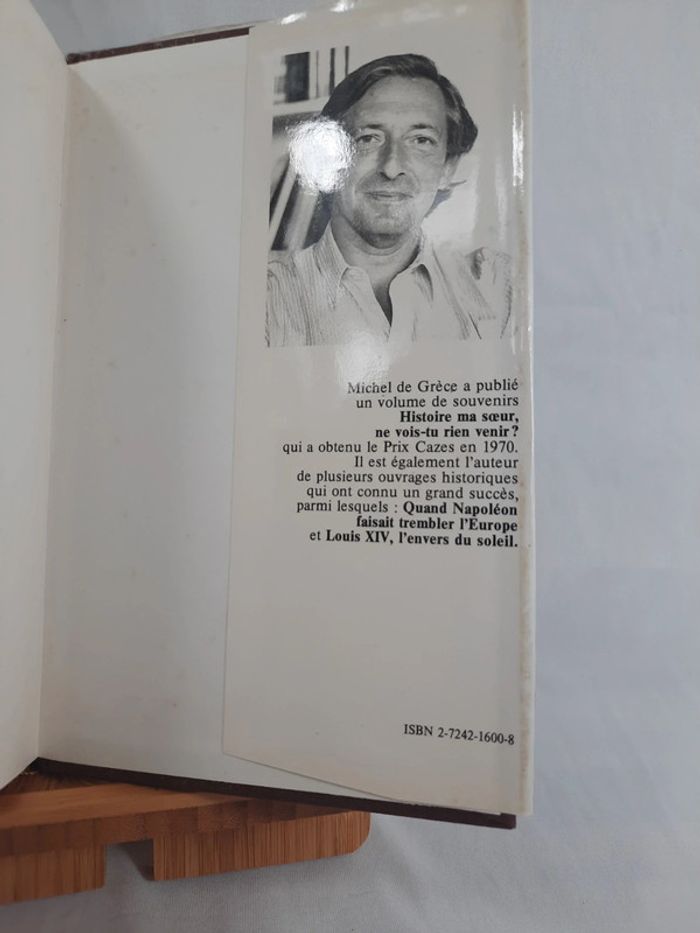 Michel de Grèce a publié
un volume de souvenirs
Histoire ma sœur,
ne vois-tu rien venir?
qui a obtenu le Prix Cazes en 1970.
Il est également l'auteur
de plusieurs ouvrages historiques
qui ont connu un grand succès,
parmi lesquels : Quand Napoléon
faisait trembler l'Europe
et Louis XIV, l'envers du soleil.
ISBN 2-7242-1600-8